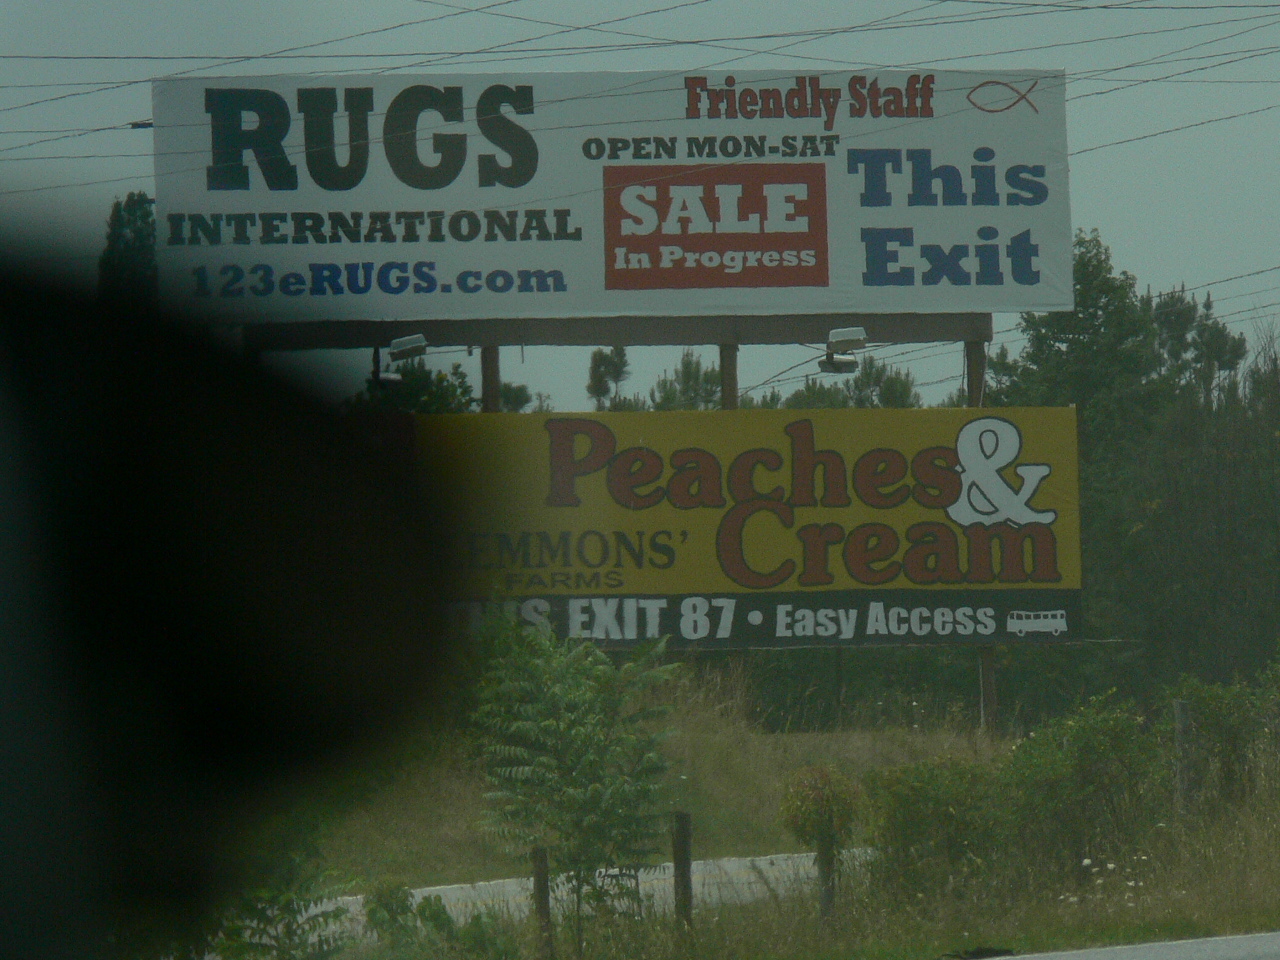 RUGS
INTERNATIONAL
123eRUGS.com
Friendly Staff
OPEN MON-SAT
SALE
In Progress
This
Exit
Peaches &
Cream
FARMS
EXIT 87 • Easy Access